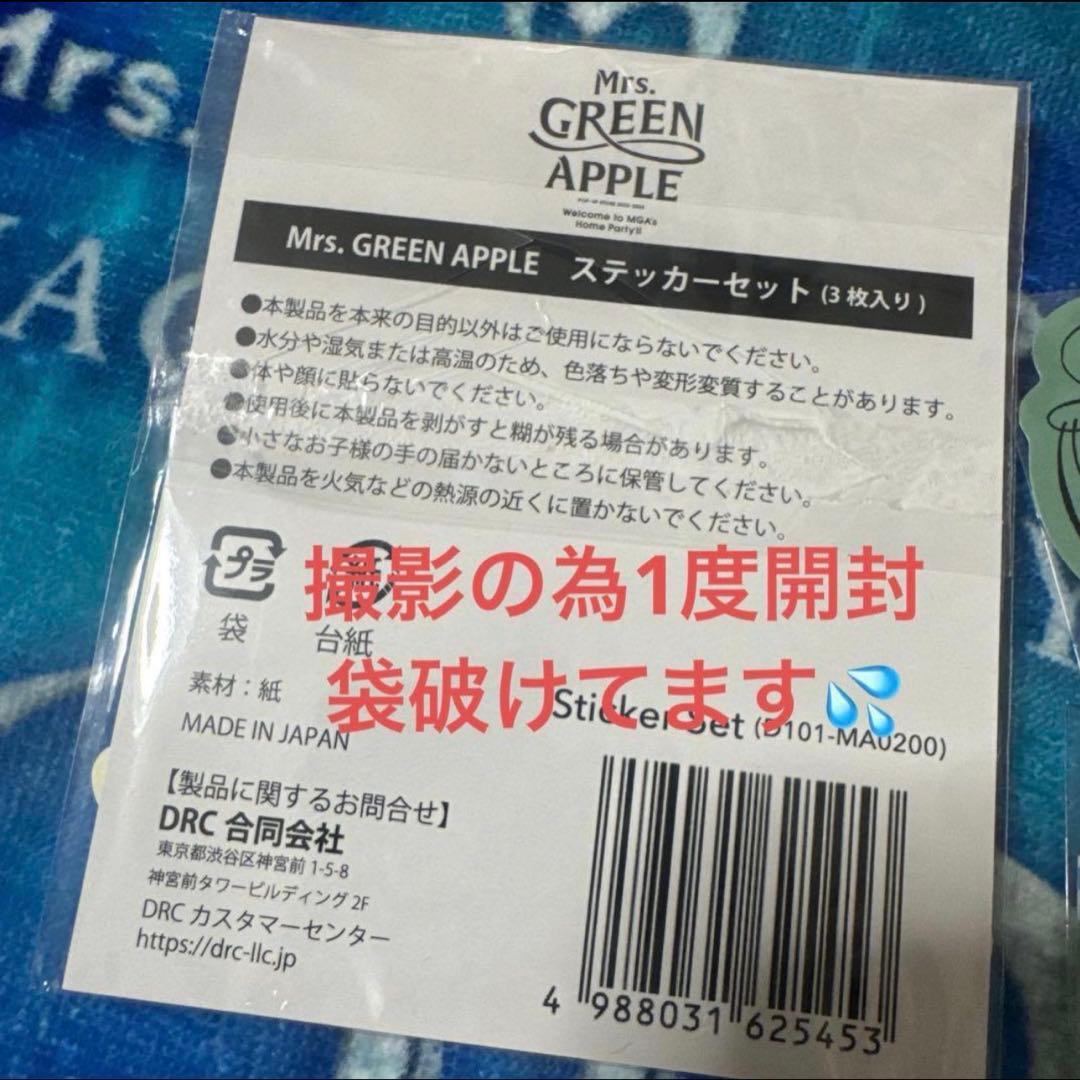 Mrs.
Mrs.
GREEN
APPLE
Welcome to MGA's
Home Party!!
Mrs. GREEN APPLE ステッカーセット (3枚入り)
●本製品を本来の目的以外はご使用にならないでください。
●水分や湿気または高温のため、色落ちや変形変質することがあります。
●体や顔に貼らないでください。
●使用後に本製品を剥がすと糊が残る場合があります。
●小さなお子様の手の届かないところに保管してください。
●本製品を火気などの熱源の近くに置かないでください。
プラ
袋
台紙
撮影の為1度開封
袋破けてます💦
素材：紙
MADE IN JAPAN
Sticker Set (D101-MA0200)
【製品に関するお問合せ】
DRC 合同会社
東京都渋谷区神宮前 1-5-8
神宮前タワービルディング 2F
DRC カスタマーセンター
https://drc-llc.jp
4 988031 625453